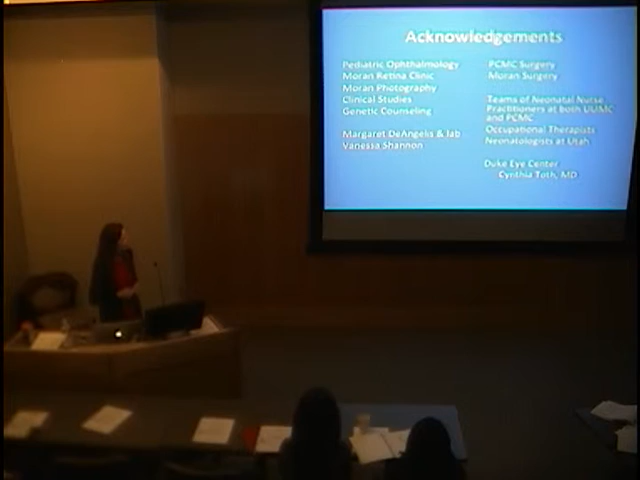 Acknowledgements
Pediatric Ophthalmology
Moran Retina Clinic
Moran Photography
Clinical Studies
Genetic Counseling
Margaret DeAngelis & lab
Vanessa Shannon
PCMC Surgery
Moran Surgery
Teams of Neonatal Nurse
Practitioners at both UUMC
and PCMC
Occupational Therapists
Neonatologists at Utah
Duke Eye Center
Cynthia Toth, MD